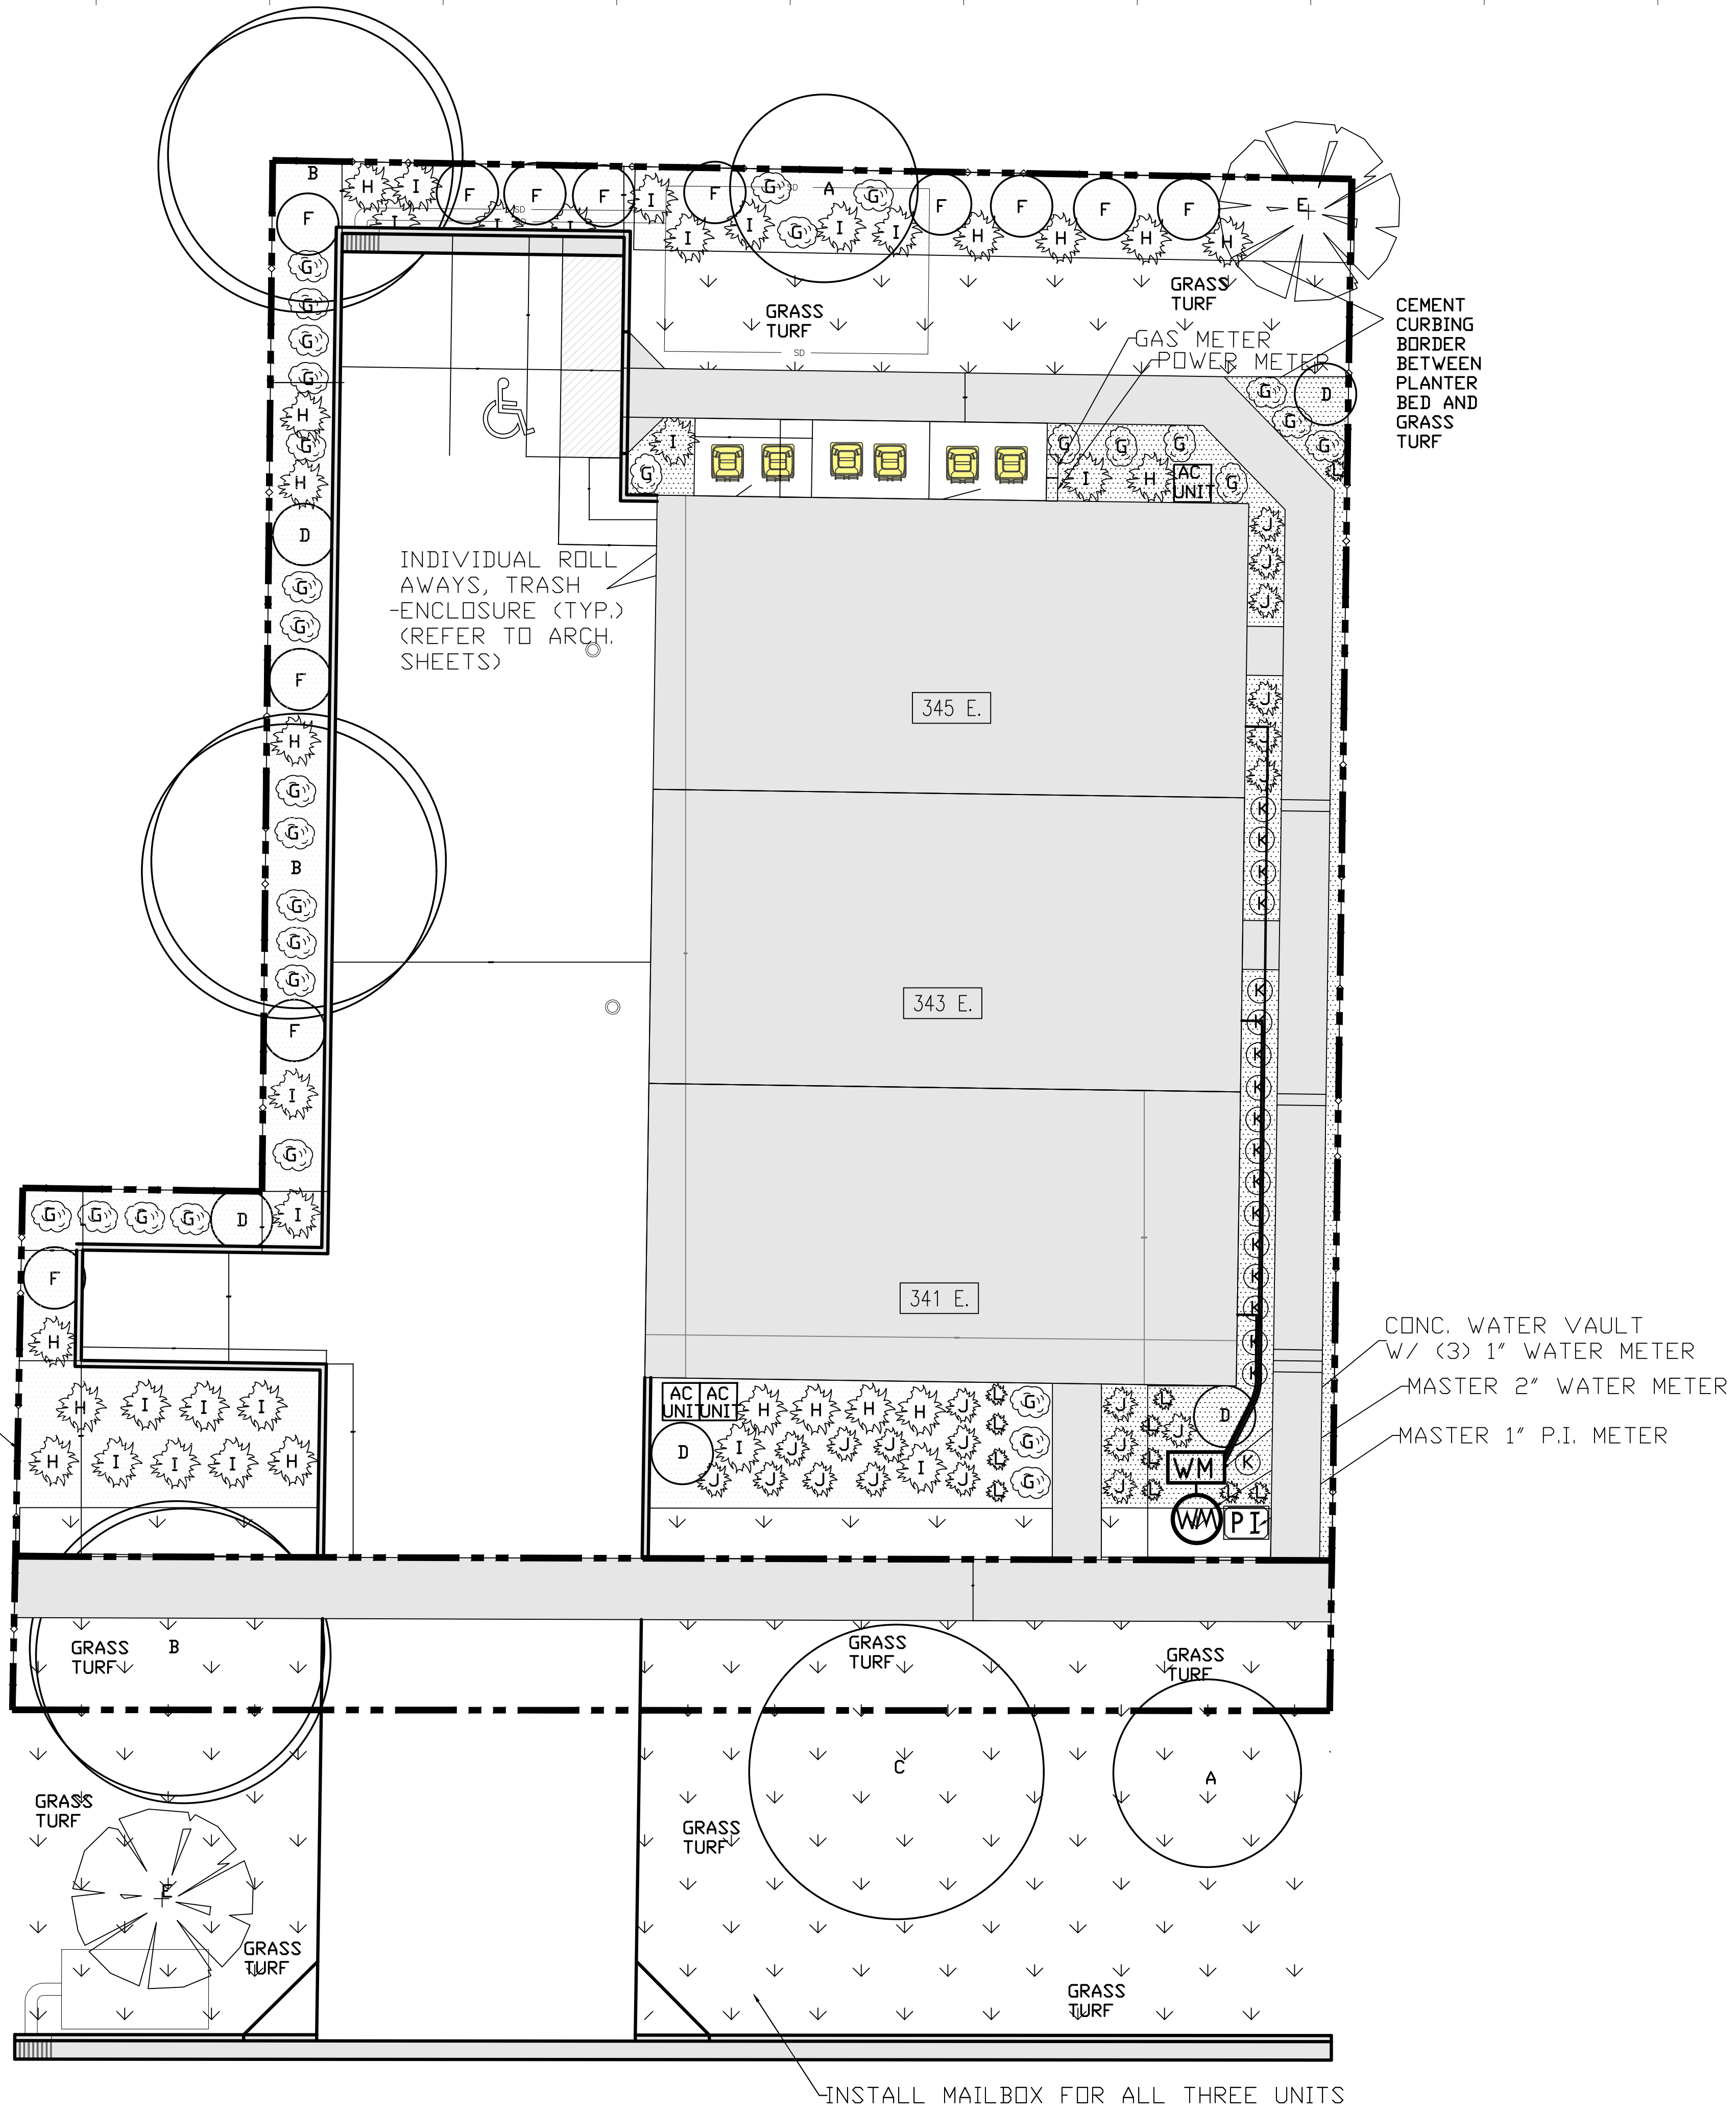 B
H I F F F I F G A G F F F F E
F
I I I I I G I I H H H H
SD
SD
SD
G
G
G
G
H
G
H
D
G
G
F
H
G
G
B
G
G
G
F
I
G
GRASS
TURF
GRASS
TURF
GAS METER
POWER METER
CEMENT
CURBING
BORDER
BETWEEN
PLANTER
BED AND
GRASS
TURF
G D
G
G
L
I
G
G G G
I H
AC
UNIT
G
J
J
J
INDIVIDUAL ROLL
AWAYS, TRASH
ENCLOSURE (TYP.)
(REFER TO ARCH.
SHEETS)
345 E.
J
J
J
K
K
K
K
343 E.
K
K
K
K
K
K
K
K
K
K
K
K
K
341 E.
G G G G D I
F
H
H I I I
H I I I H
CONC. WATER VAULT
W/ (3) 1" WATER METER
MASTER 2" WATER METER
MASTER 1" P.I. METER
AC
UNIT
AC
UNIT
H H H H J L G
D I J J J J L G
J J J J I J L G
J L D
J L J
J L K L L
WM
WM
PI
GRASS
TURF
B
GRASS
TURF
GRASS
TURF
C
A
GRASS
TURF
GRASS
TURF
E
GRASS
TURF
GRASS
TURF
INSTALL MAILBOX FOR ALL THREE UNITS